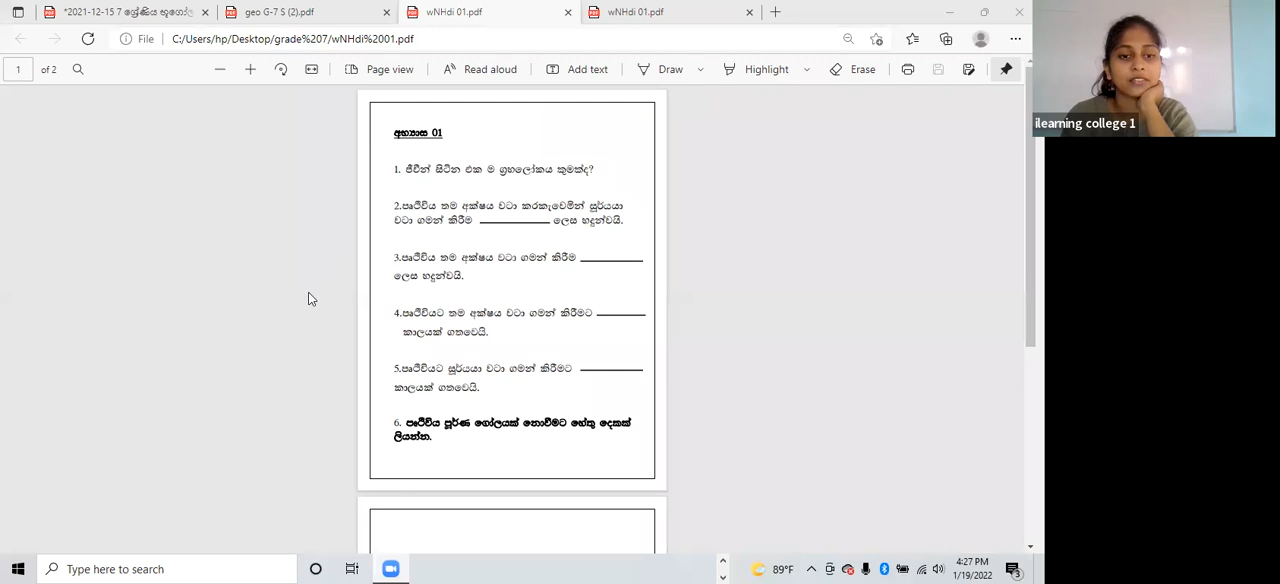 *2021-12-15 7 ශ්‍රේණිය භූගෝල
geo G-7 S (2).pdf
wNHdi 01.pdf
wNHdi 01.pdf
File
C:/Users/hp/Desktop/grade%207/wNHdi%2001.pdf
1 of 2
Page view
Read aloud
Add text
Draw
Highlight
Erase
ilearning college 1
අභ්‍යාස 01
1. ජීවීන් සිටින එක ම ග්‍රහලෝකය කුමක්ද?
2.පෘථිවිය තම අක්ෂය වටා කරකැවෙමින් සූර්යයා
වටා ගමන් කිරීම __________ ලෙස හදුන්වයි.
3.පෘථිවිය තම අක්ෂය වටා ගමන් කිරීම __________
ලෙස හදුන්වයි.
4.පෘථිවියට තම අක්ෂය වටා ගමන් කිරීමට ________
කාලයක් ගතවෙයි.
5.පෘථිවියට සූර්යයා වටා ගමන් කිරීමට __________
කාලයක් ගතවෙයි.
6. පෘථිවිය පූර්ණ ගෝලයක් නොවීමට හේතු දෙකක්
ලියන්න.
Type here to search
89°F
4:27 PM
1/19/2022
3